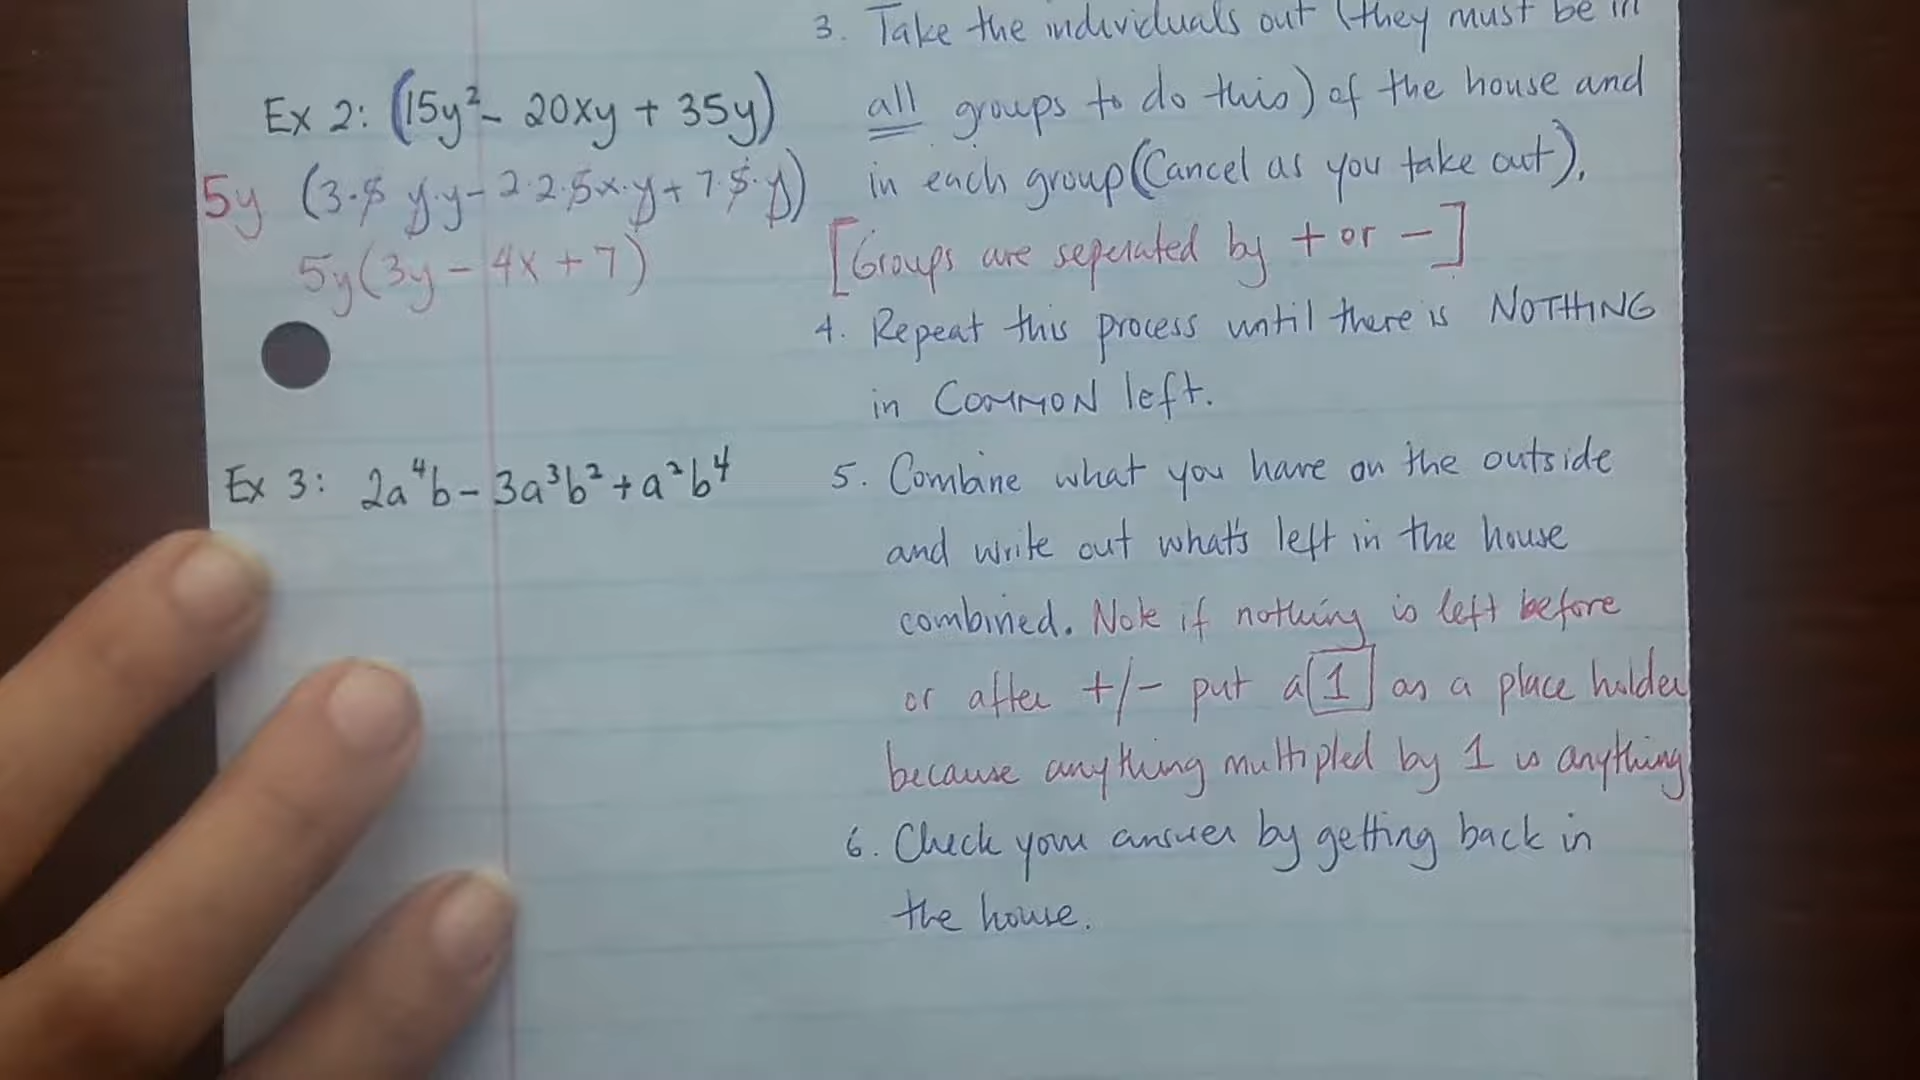 3. Take the individuals out (they must be in
Ex 2: (15y² - 20xy + 35y)
all groups to do this) of the house and
5y (3·5 y·y - 2·2·5x·y + 7·5·y)
in each group (Cancel as you take out).
5y(3y - 4x + 7)
[Groups are seperated by + or -]
4. Repeat this process until there is NOTHING
in COMMON left.
Ex 3: 2a⁴b - 3a³b² + a²b⁴
5. Combine what you have on the outside
and write out what's left in the house
combined. Note if nothing is left before
or after +/- put a 1 as a place holder
because anything multipled by 1 is anything
6. Check your answer by getting back in
the house.